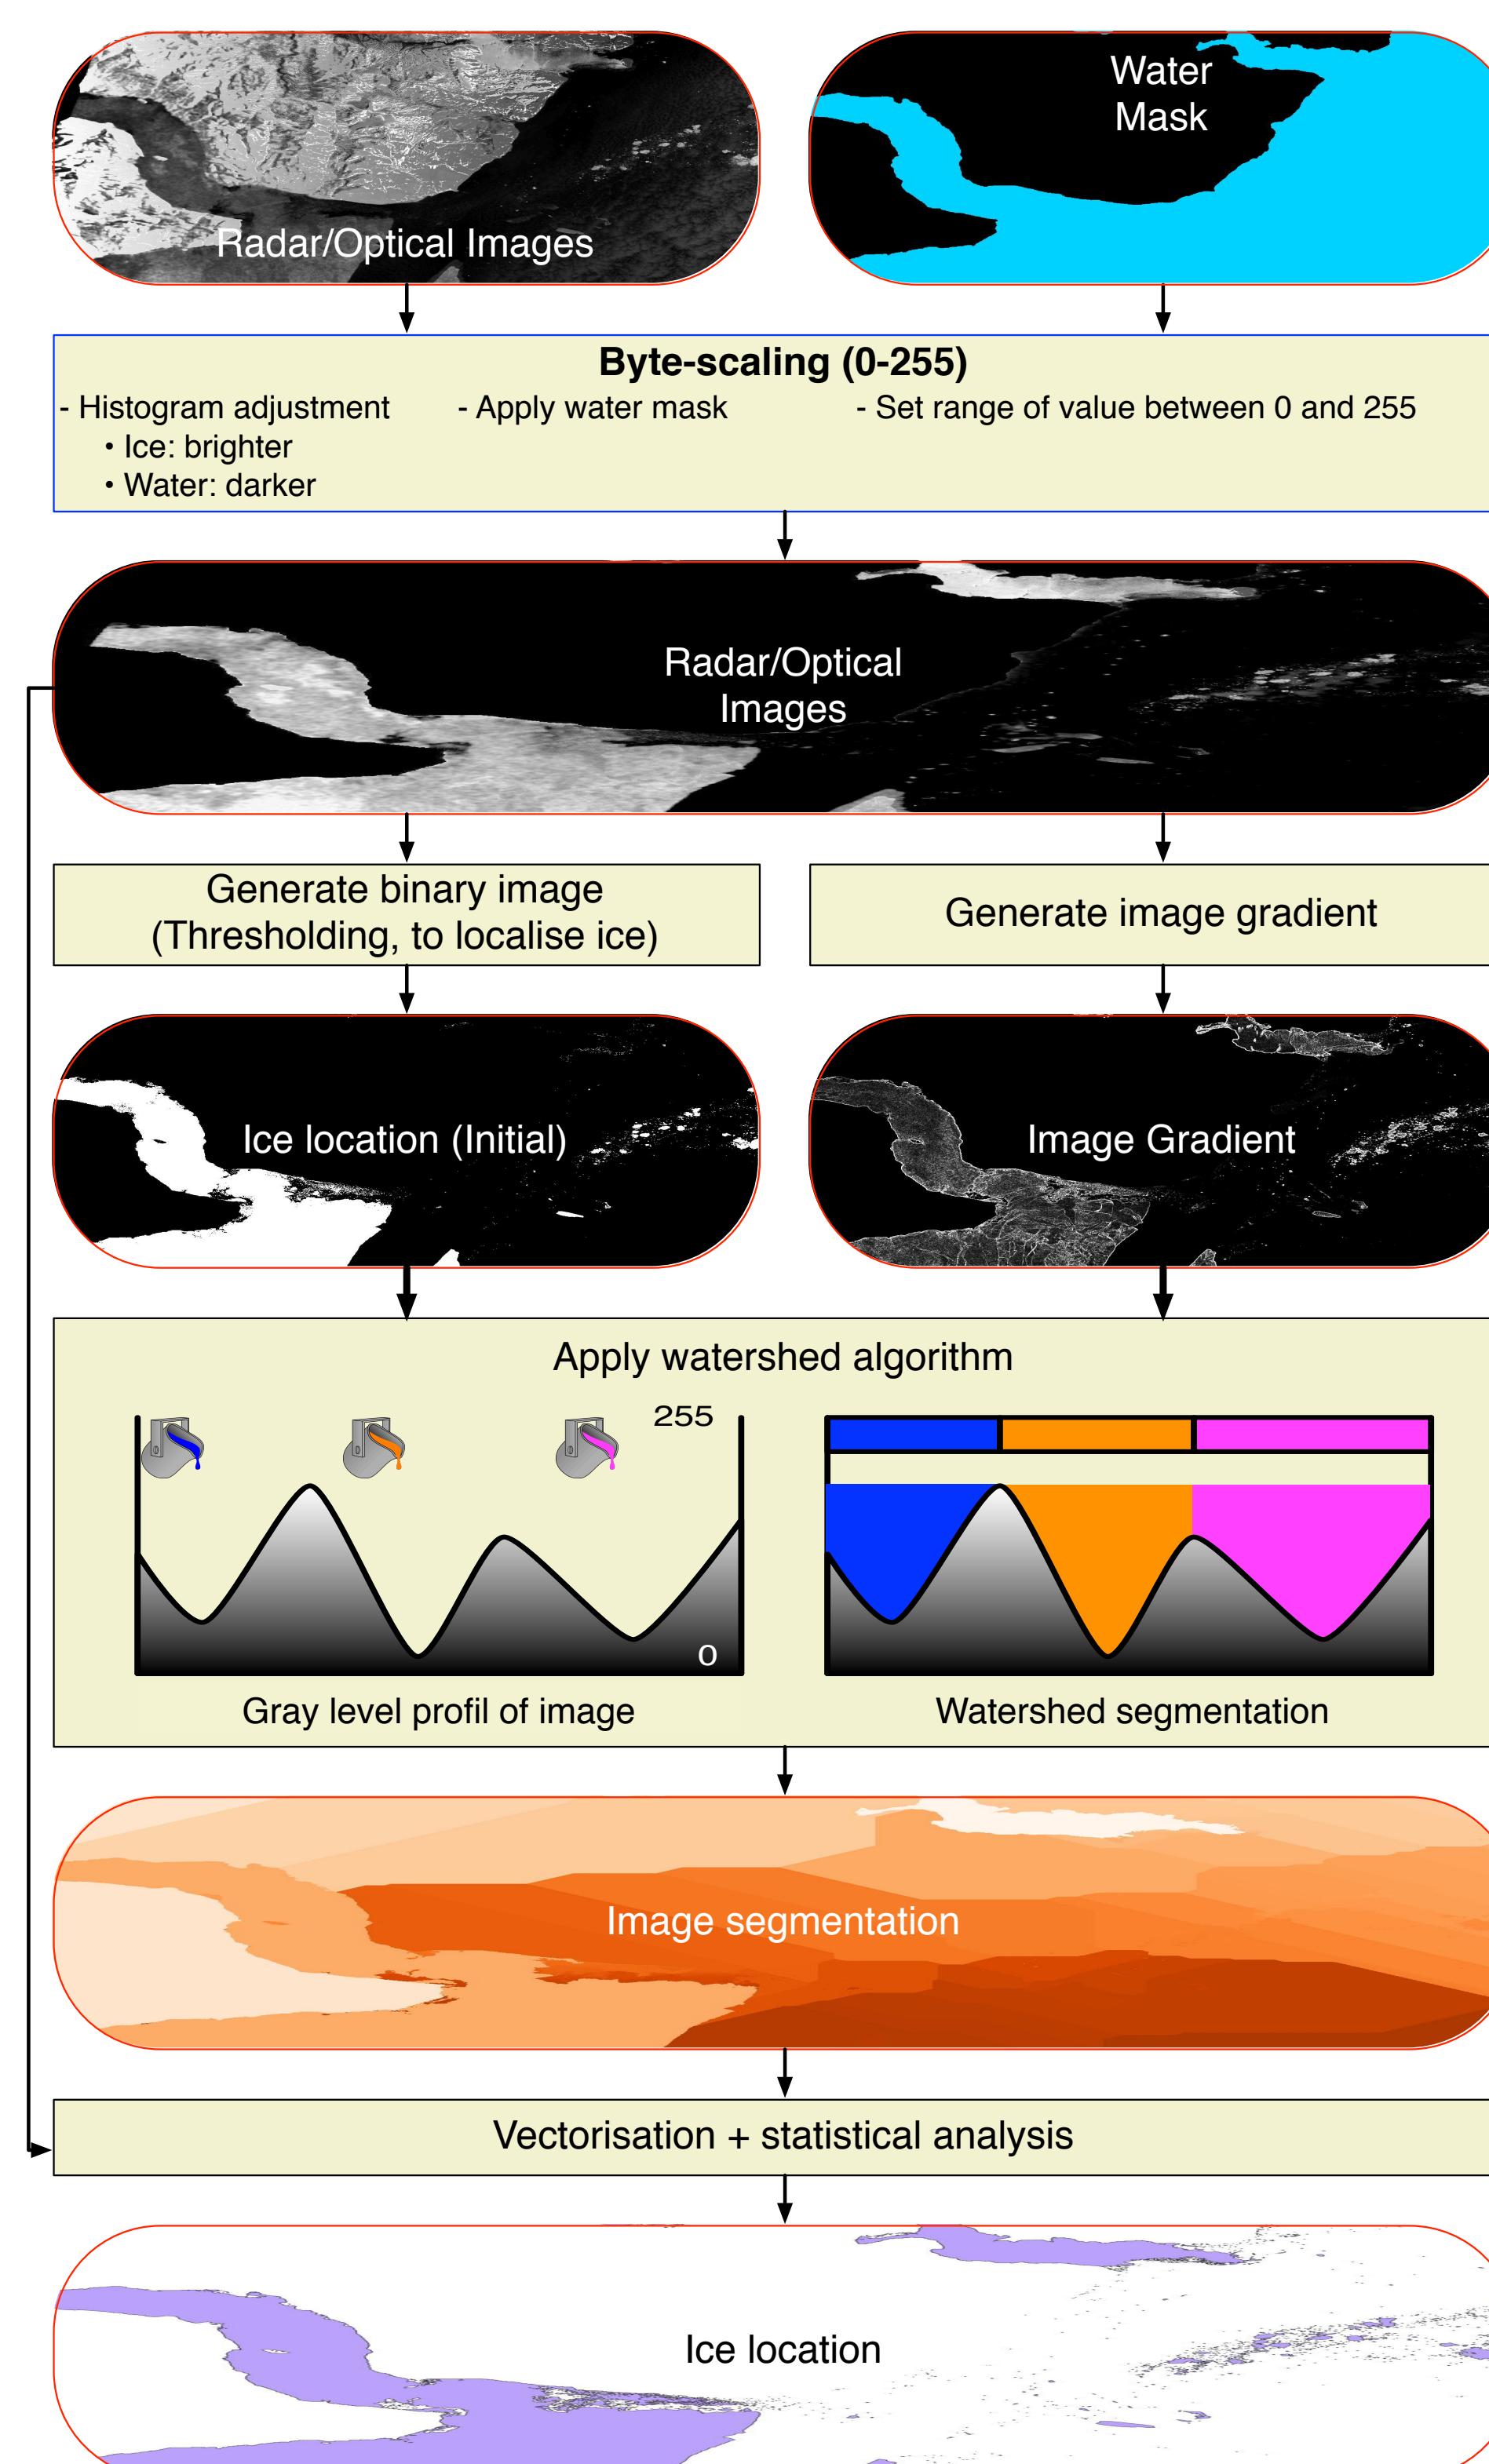 Radar/Optical Images
Water
Mask
Byte-scaling (0-255)
- Histogram adjustment
• Ice: brighter
• Water: darker
- Apply water mask
- Set range of value between 0 and 255
Radar/Optical
Images
Generate binary image
(Thresholding, to localise ice)
Generate image gradient
Ice location (Initial)
Image Gradient
Apply watershed algorithm
255
0
Gray level profil of image
Watershed segmentation
Image segmentation
Vectorisation + statistical analysis
Ice location